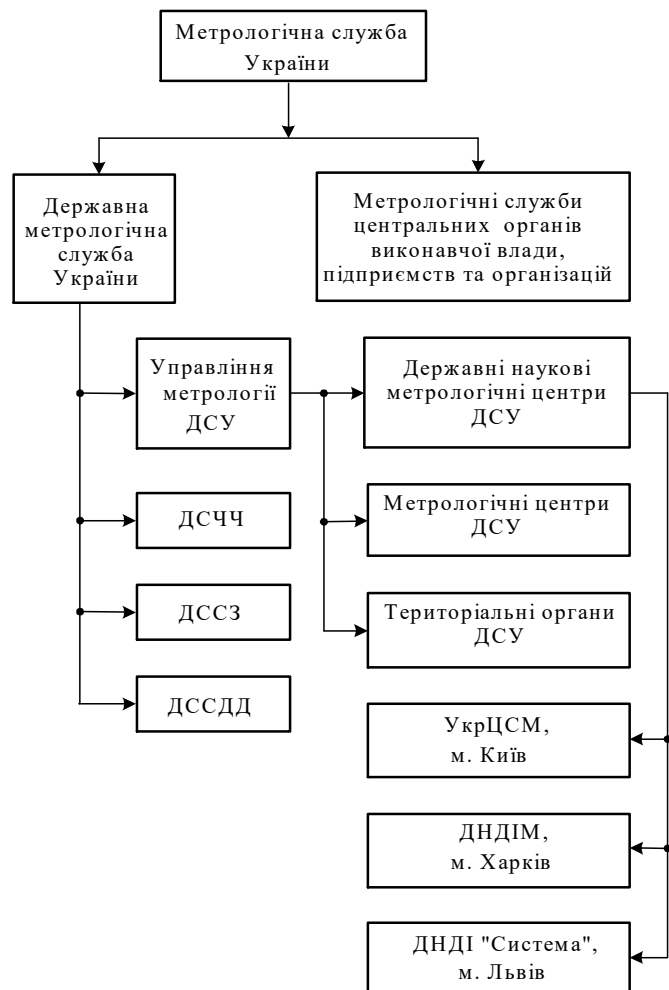 Метрологічна служба
України
Державна
метрологічна
служба
України
Метрологічні служби
центральних органів
виконавчої влади,
підприємств та організацій
Управління
метрології
ДСУ
Державні наукові
метрологічні центри
ДСУ
ДСЧЧ
Метрологічні центри
ДСУ
ДССЗ
Територіальні органи
ДСУ
ДССДД
УкрЦСМ,
м. Київ
ДНДІМ,
м. Харків
ДНДІ "Система",
м. Львів